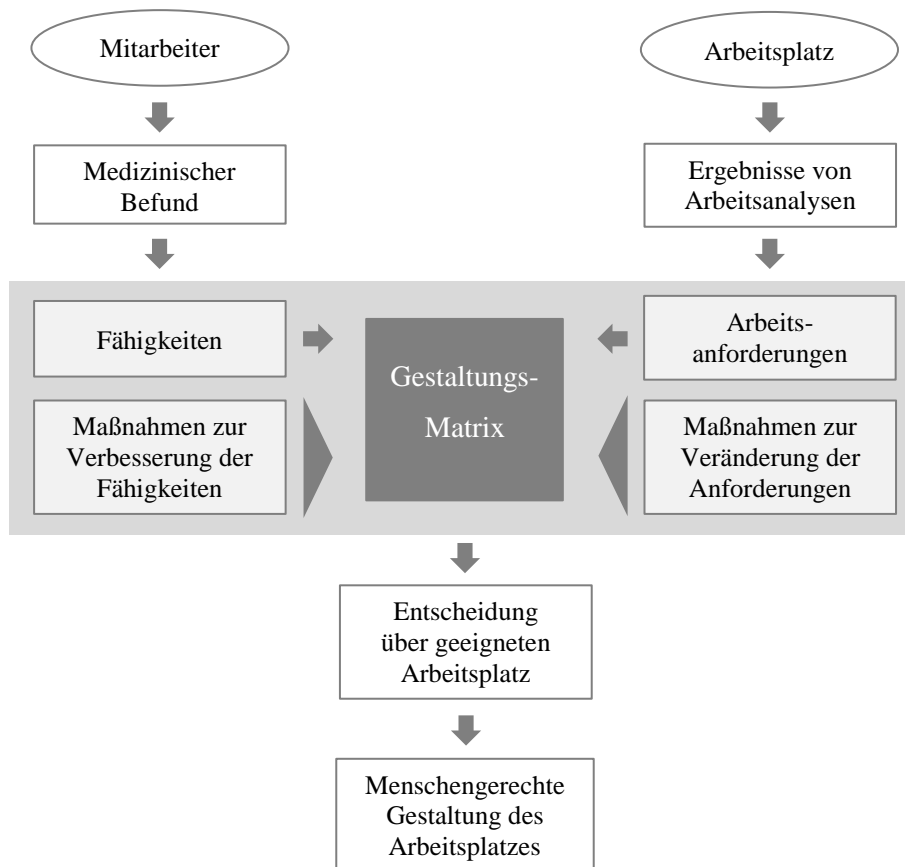 Mitarbeiter
Arbeitsplatz
Medizinischer
Befund
Ergebnisse von
Arbeitsanalysen
Fähigkeiten
Arbeits-
anforderungen
Gestaltungs-
Matrix
Maßnahmen zur
Verbesserung der
Fähigkeiten
Maßnahmen zur
Veränderung der
Anforderungen
Entscheidung
über geeigneten
Arbeitsplatz
Menschengerechte
Gestaltung des
Arbeitsplatzes